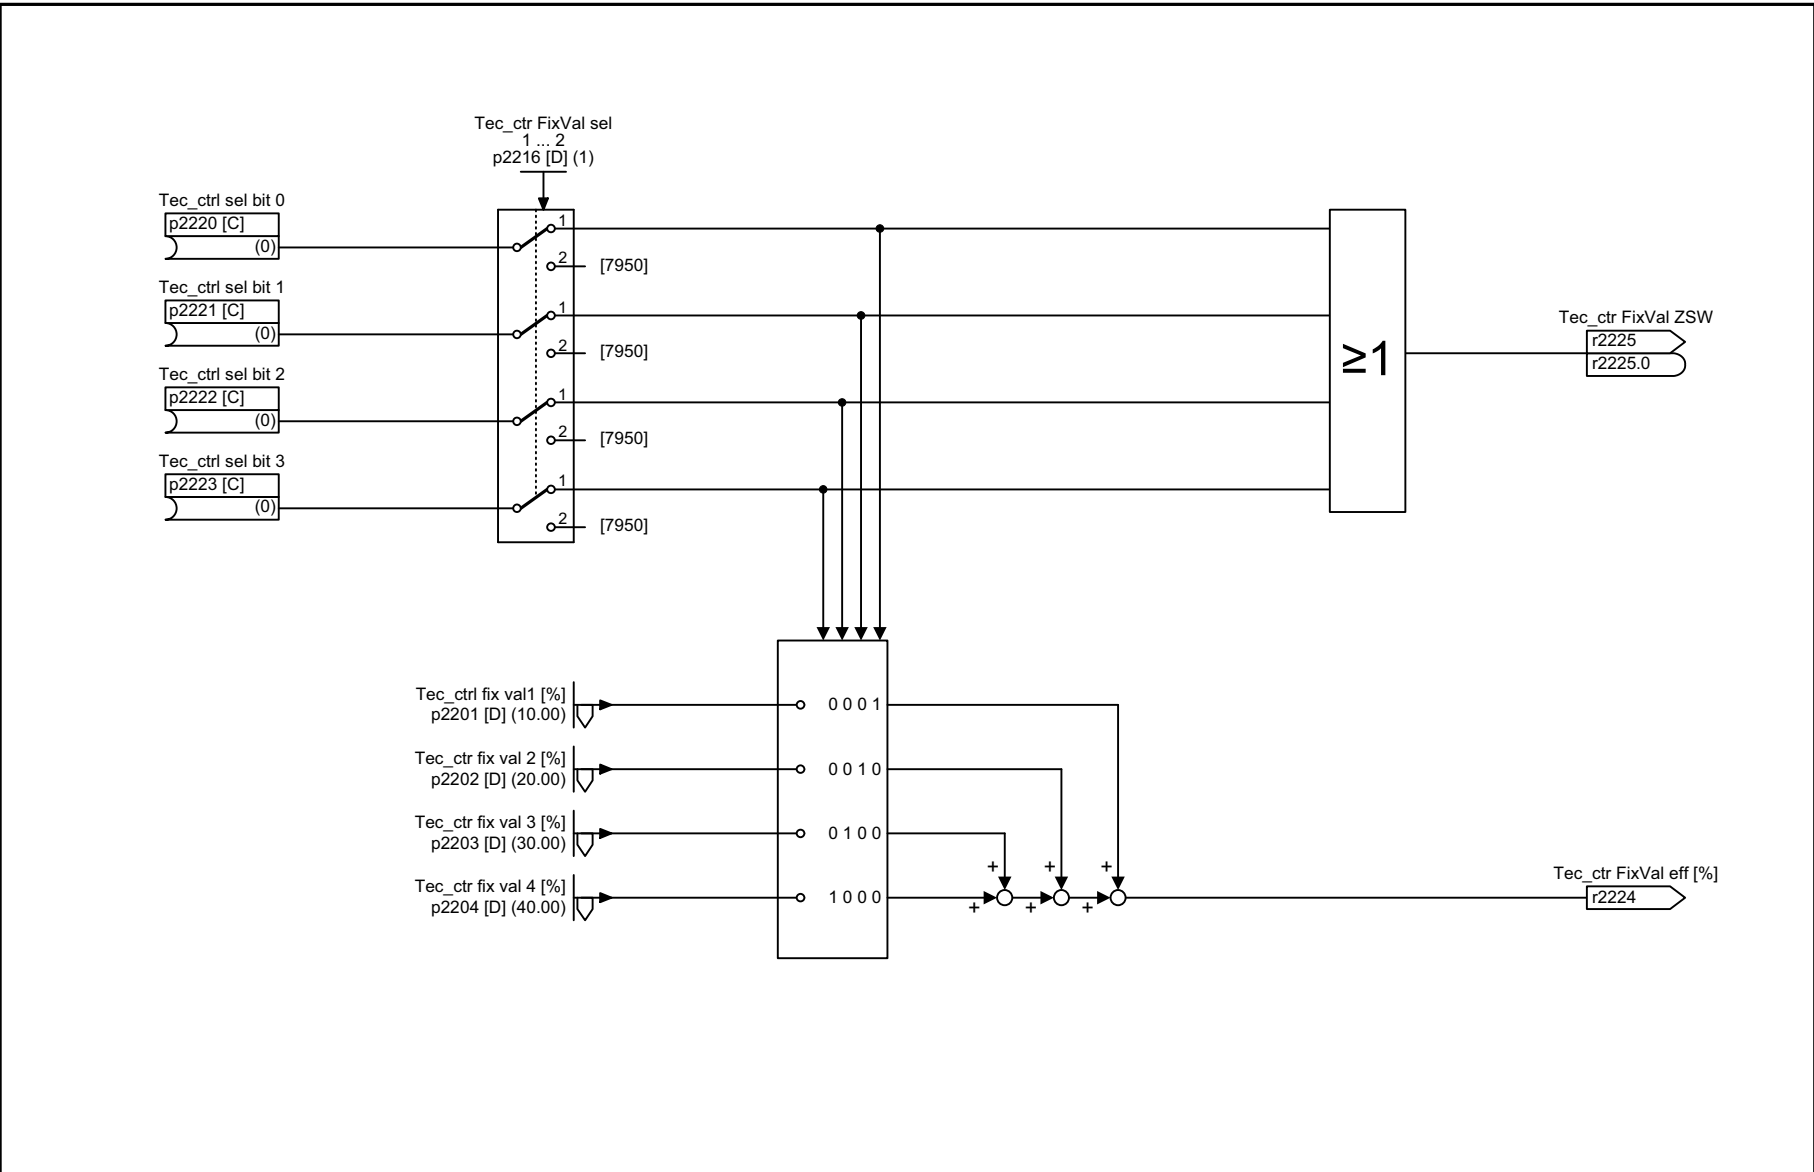 Tec_ctr FixVal sel
1 ... 2
p2216 [D] (1)
Tec_ctrl sel bit 0
p2220 [C]
(0)
1
2
[7950]
Tec_ctrl sel bit 1
p2221 [C]
(0)
1
2
[7950]
Tec_ctrl sel bit 2
p2222 [C]
(0)
1
2
[7950]
Tec_ctrl sel bit 3
p2223 [C]
(0)
1
2
[7950]
≥1
Tec_ctr FixVal ZSW
r2225
r2225.0
Tec_ctrl fix val1 [%]
p2201 [D] (10.00)
0 0 0 1
Tec_ctr fix val 2 [%]
p2202 [D] (20.00)
0 0 1 0
Tec_ctr fix val 3 [%]
p2203 [D] (30.00)
0 1 0 0
Tec_ctr fix val 4 [%]
p2204 [D] (40.00)
1 0 0 0
+ + +
+ + +
Tec_ctr FixVal eff [%]
r2224